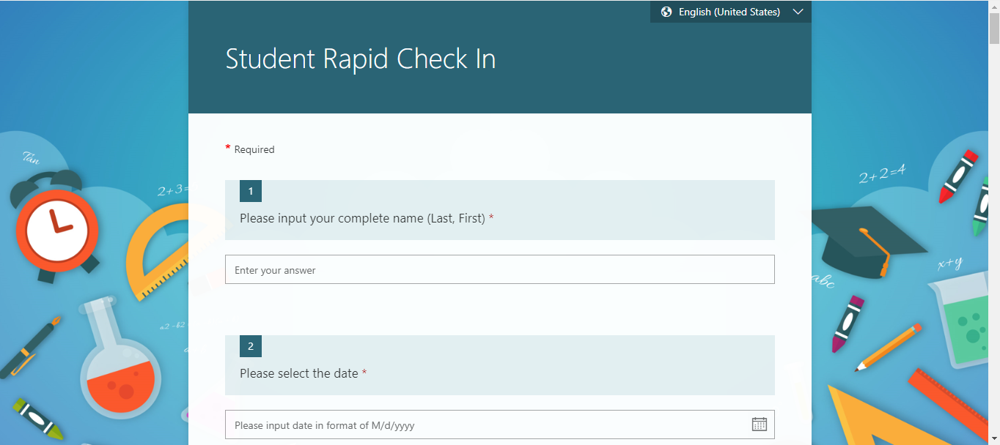 English (United States)
Student Rapid Check In
* Required
1
Please input your complete name (Last, First) *
Enter your answer
2
Please select the date *
Please input date in format of M/d/yyyy
Tan
2+3=
2+2=4
x+y
abc
a2-b2